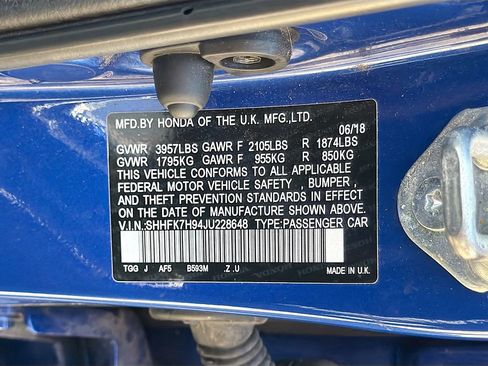 MFD.BY HONDA OF THE U.K.MFG.,LTD.
06/18
GVWR 3957LBS GAWR F 2105LBS R 1874LBS
GVWR 1795KG GAWR F 955KG R 850KG
THIS VEHICLE CONFORMS TO ALL APPLICABLE
FEDERAL MOTOR VEHICLE SAFETY , BUMPER ,
AND THEFT PREVENTION STANDARDS IN EFFECT
ON THE DATE OF MANUFACTURE SHOWN ABOVE.
V.I.N.:SHHFK7H94JU228648 TYPE:PASSENGER CAR
TGG J AF5 B593M .Z .U MADE IN U.K.